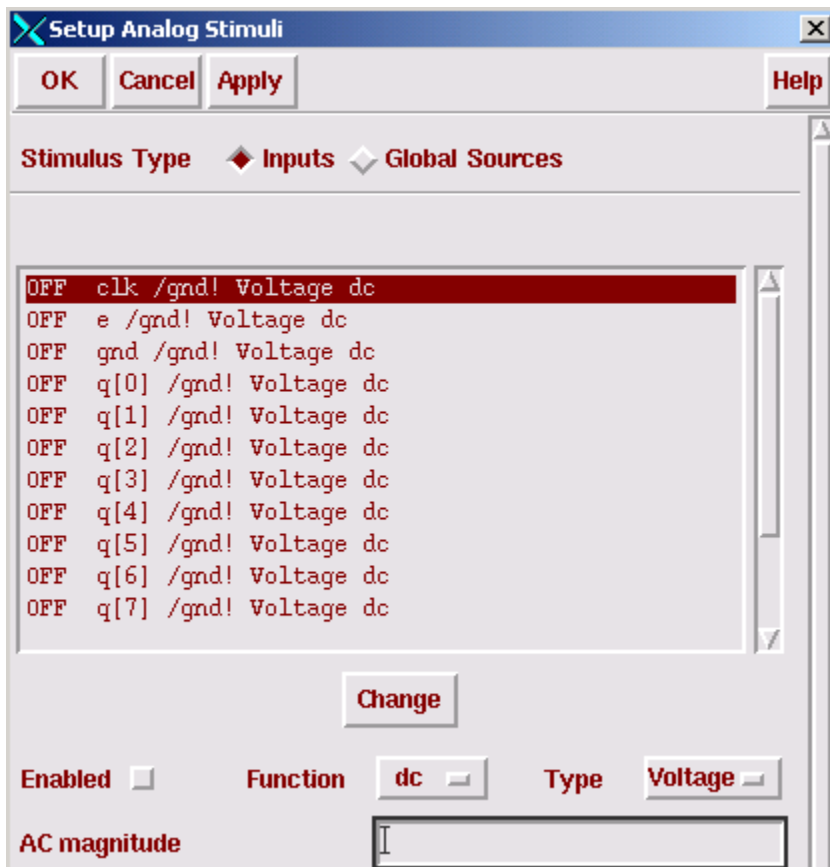 Setup Analog Stimuli
OK Cancel Apply Help
Stimulus Type Inputs Global Sources
OFF clk /gnd! Voltage dc
OFF e /gnd! Voltage dc
OFF gnd /gnd! Voltage dc
OFF q[0] /gnd! Voltage dc
OFF q[1] /gnd! Voltage dc
OFF q[2] /gnd! Voltage dc
OFF q[3] /gnd! Voltage dc
OFF q[4] /gnd! Voltage dc
OFF q[5] /gnd! Voltage dc
OFF q[6] /gnd! Voltage dc
OFF q[7] /gnd! Voltage dc
Change
Enabled Function dc Type Voltage
AC magnitude